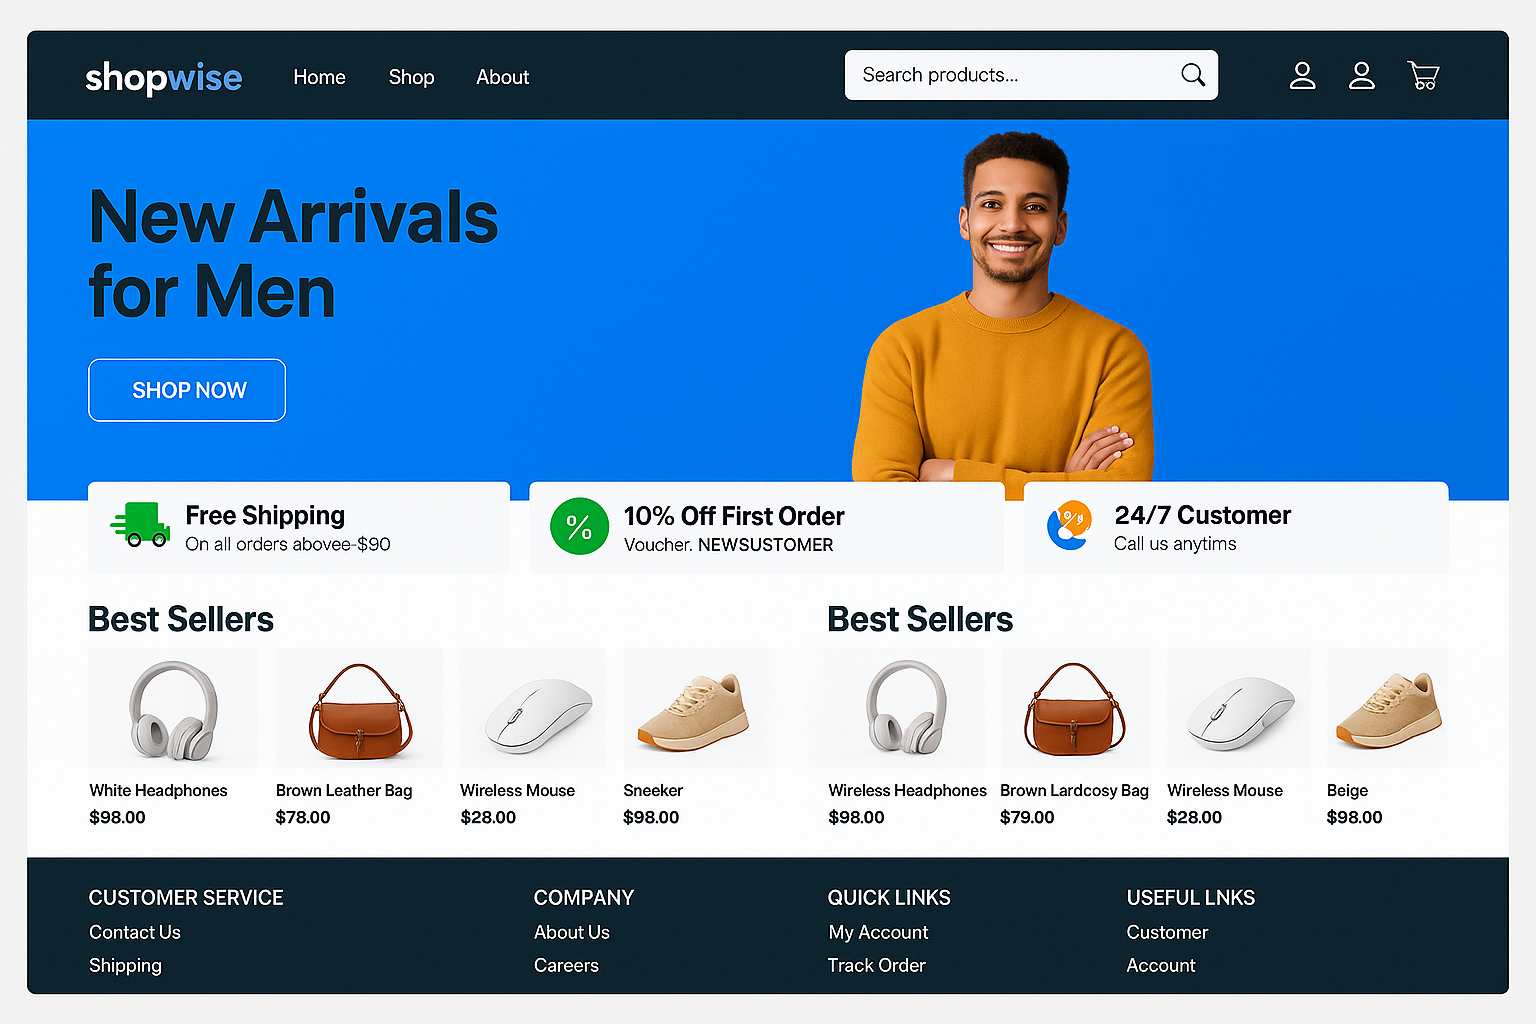 shopwise
Home
Shop
About
Search products...
New Arrivals
for Men
SHOP NOW
Free Shipping
On all orders abovee-$90
%
10% Off First Order
Voucher. NEWSUSTOMER
24/7 Customer
Call us anytims
Best Sellers
White Headphones
$98.00
Brown Leather Bag
$78.00
Wireless Mouse
$28.00
Sneeker
$98.00
Best Sellers
Wireless Headphones
$98.00
Brown Lardcosy Bag
$79.00
Wireless Mouse
$28.00
Beige
$98.00
CUSTOMER SERVICE
Contact Us
Shipping
COMPANY
About Us
Careers
QUICK LINKS
My Account
Track Order
USEFUL LNKS
Customer
Account